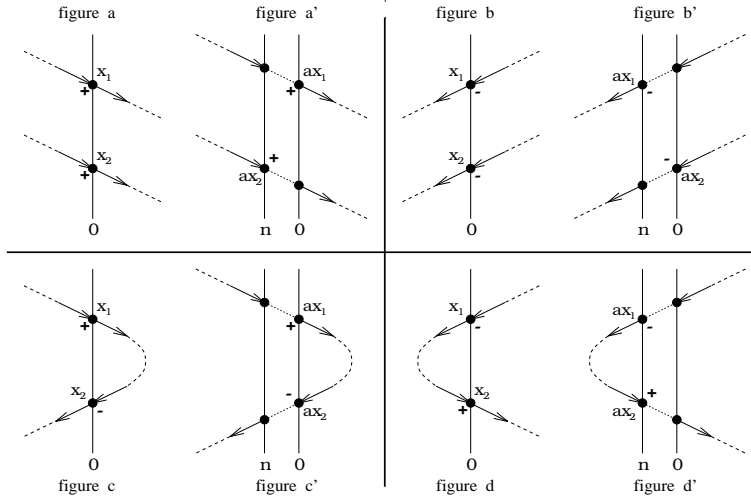 figure a figure a' figure b figure b'
x1 ax1 x1 ax1
+ + - -
x2 + x2 -
+ ax2 - ax2
0 n 0 0 n 0
x1 ax1 x1 ax1
+ + - -
x2 - x2 +
- ax2 + ax2
0 n 0 0 n 0
figure c figure c' figure d figure d'